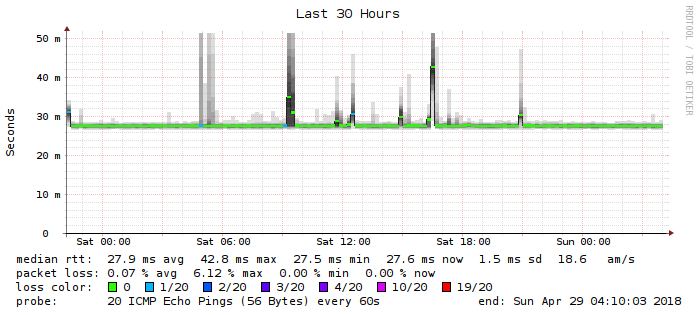 Last 30 Hours
RRDTOOL / TOBI OETIKER
Seconds
50 m
40 m
30 m
20 m
10 m
0
Sat 00:00 Sat 06:00 Sat 12:00 Sat 18:00 Sun 00:00
median rtt: 27.9 ms avg 42.8 ms max 27.5 ms min 27.6 ms now 1.5 ms sd 18.6 am/s
packet loss: 0.07 % avg 6.12 % max 0.00 % min 0.00 % now
loss color: 0 1/20 2/20 3/20 4/20 10/20 19/20
probe: 20 ICMP Echo Pings (56 Bytes) every 60s end: Sun Apr 29 04:10:03 2018